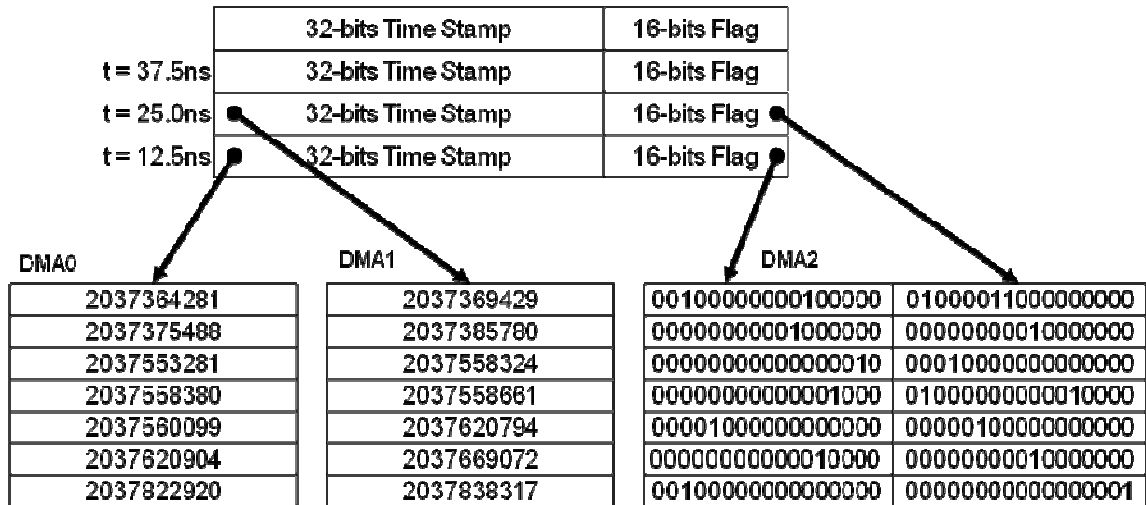 32-bits Time Stamp 16-bits Flag
t = 37.5ns 32-bits Time Stamp 16-bits Flag
t = 25.0ns 32-bits Time Stamp 16-bits Flag
t = 12.5ns 32-bits Time Stamp 16-bits Flag
DMA0 DMA1 DMA2
2037364281 2037369429 0010000000100000 0100001100000000
2037375488 2037385780 0000000001000000 0000000010000000
2037553281 2037558324 0000000000000010 0001000000000000
2037558380 2037558661 0000000000001000 0100000000010000
2037560099 2037620794 0000100000000000 0000010000000000
2037620904 2037669072 0000000000010000 0000000010000000
2037822920 2037838317 0010000000000000 0000000000000001